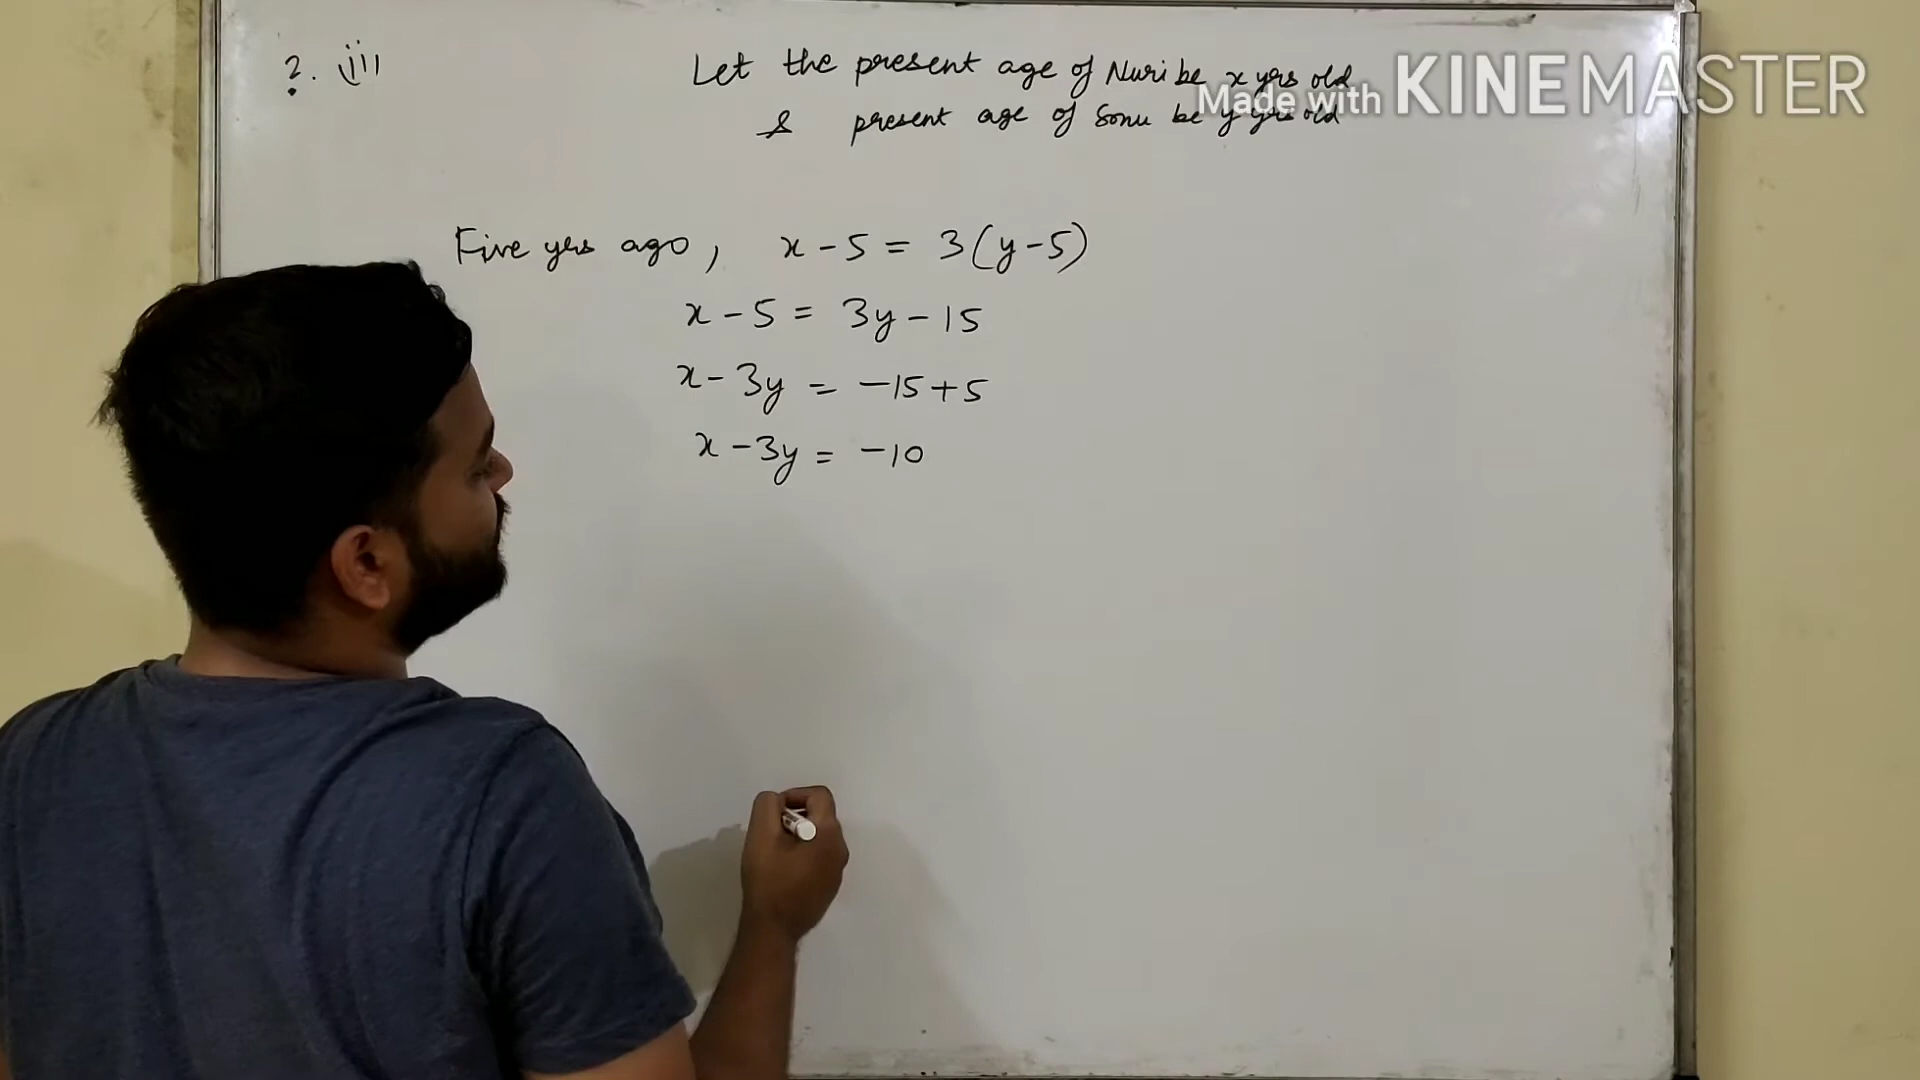 2. iii
Let the present age of Nuri be x yrs old
& present age of Sonu be y yrs old
Made with KINEMASTER
Five yrs ago, x - 5 = 3(y-5)
x - 5 = 3y - 15
x - 3y = -15 + 5
x - 3y = -10